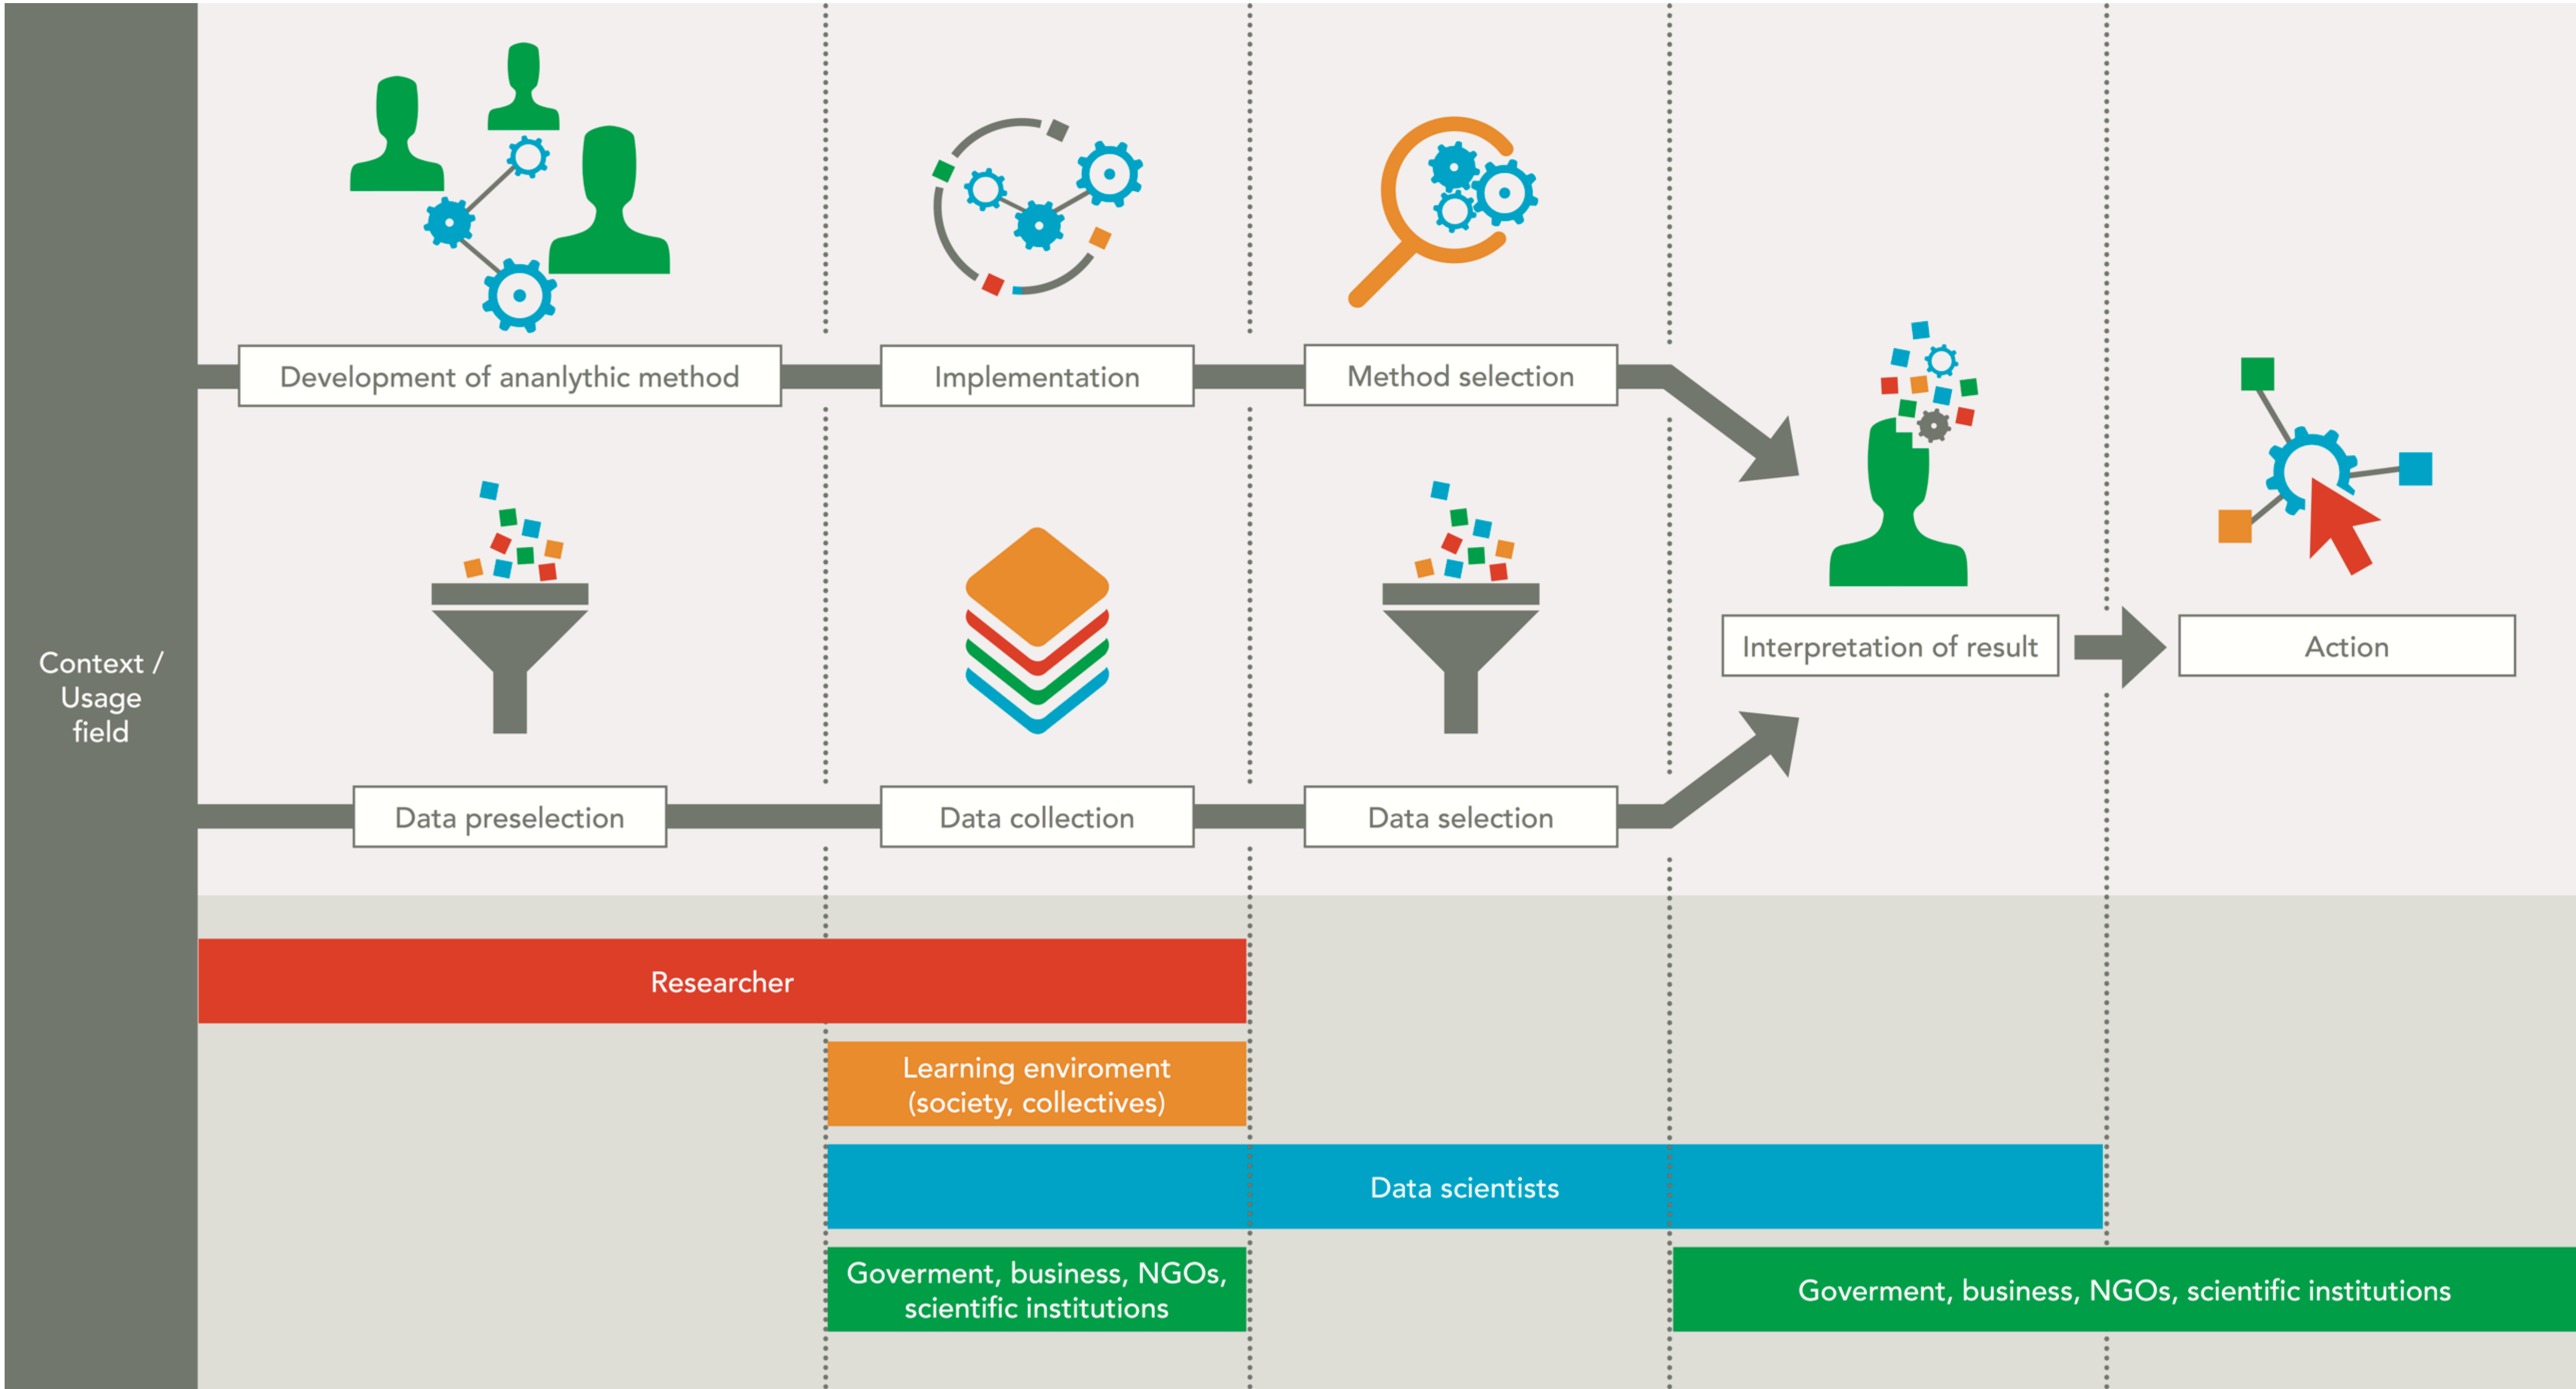 Context /
Usage
field
Development of ananlythic method
Implementation
Method selection
Data preselection
Data collection
Data selection
Interpretation of result
Action
Researcher
Learning enviroment
(society, collectives)
Data scientists
Goverment, business, NGOs,
scientific institutions
Goverment, business, NGOs, scientific institutions